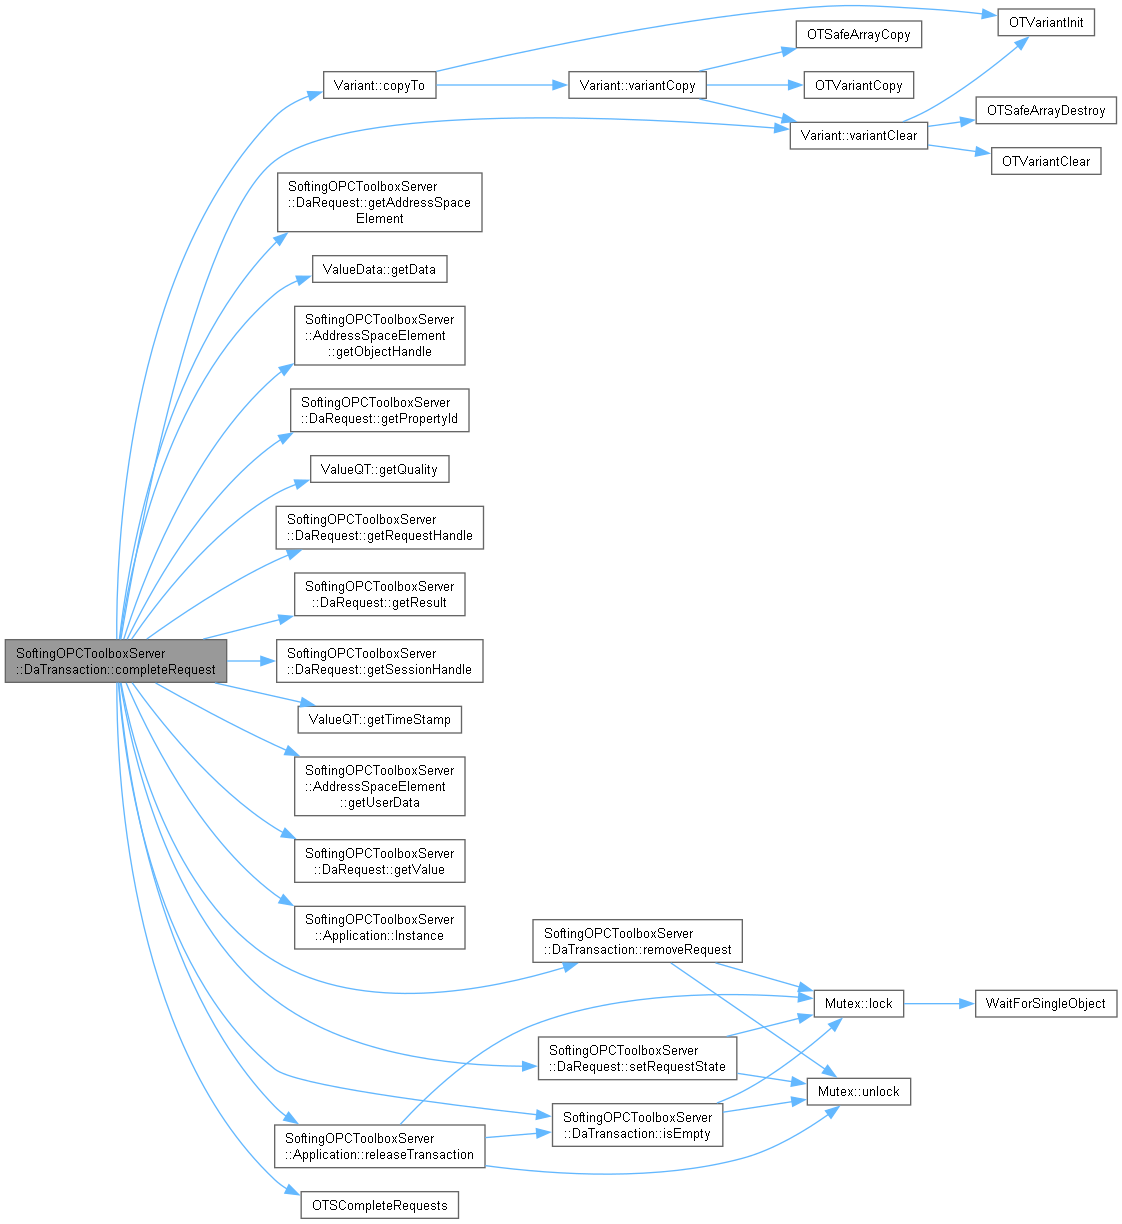 OTVariantInit
OTSafeArrayCopy
Variant::copyTo
Variant::variantCopy
OTVariantCopy
OTSafeArrayDestroy
Variant::variantClear
OTVariantClear
SoftingOPCToolboxServer
::DaRequest::getAddressSpace
Element
ValueData::getData
SoftingOPCToolboxServer
::AddressSpaceElement
::getObjectHandle
SoftingOPCToolboxServer
::DaRequest::getPropertyId
ValueQT::getQuality
SoftingOPCToolboxServer
::DaRequest::getRequestHandle
SoftingOPCToolboxServer
::DaRequest::getResult
SoftingOPCToolboxServer
::DaTransaction::completeRequest
SoftingOPCToolboxServer
::DaRequest::getSessionHandle
ValueQT::getTimeStamp
SoftingOPCToolboxServer
::AddressSpaceElement
::getUserData
SoftingOPCToolboxServer
::DaRequest::getValue
SoftingOPCToolboxServer
::Application::Instance
SoftingOPCToolboxServer
::DaTransaction::removeRequest
Mutex::lock
WaitForSingleObject
SoftingOPCToolboxServer
::DaRequest::setRequestState
Mutex::unlock
SoftingOPCToolboxServer
::DaTransaction::isEmpty
SoftingOPCToolboxServer
::Application::releaseTransaction
OTSCompleteRequests